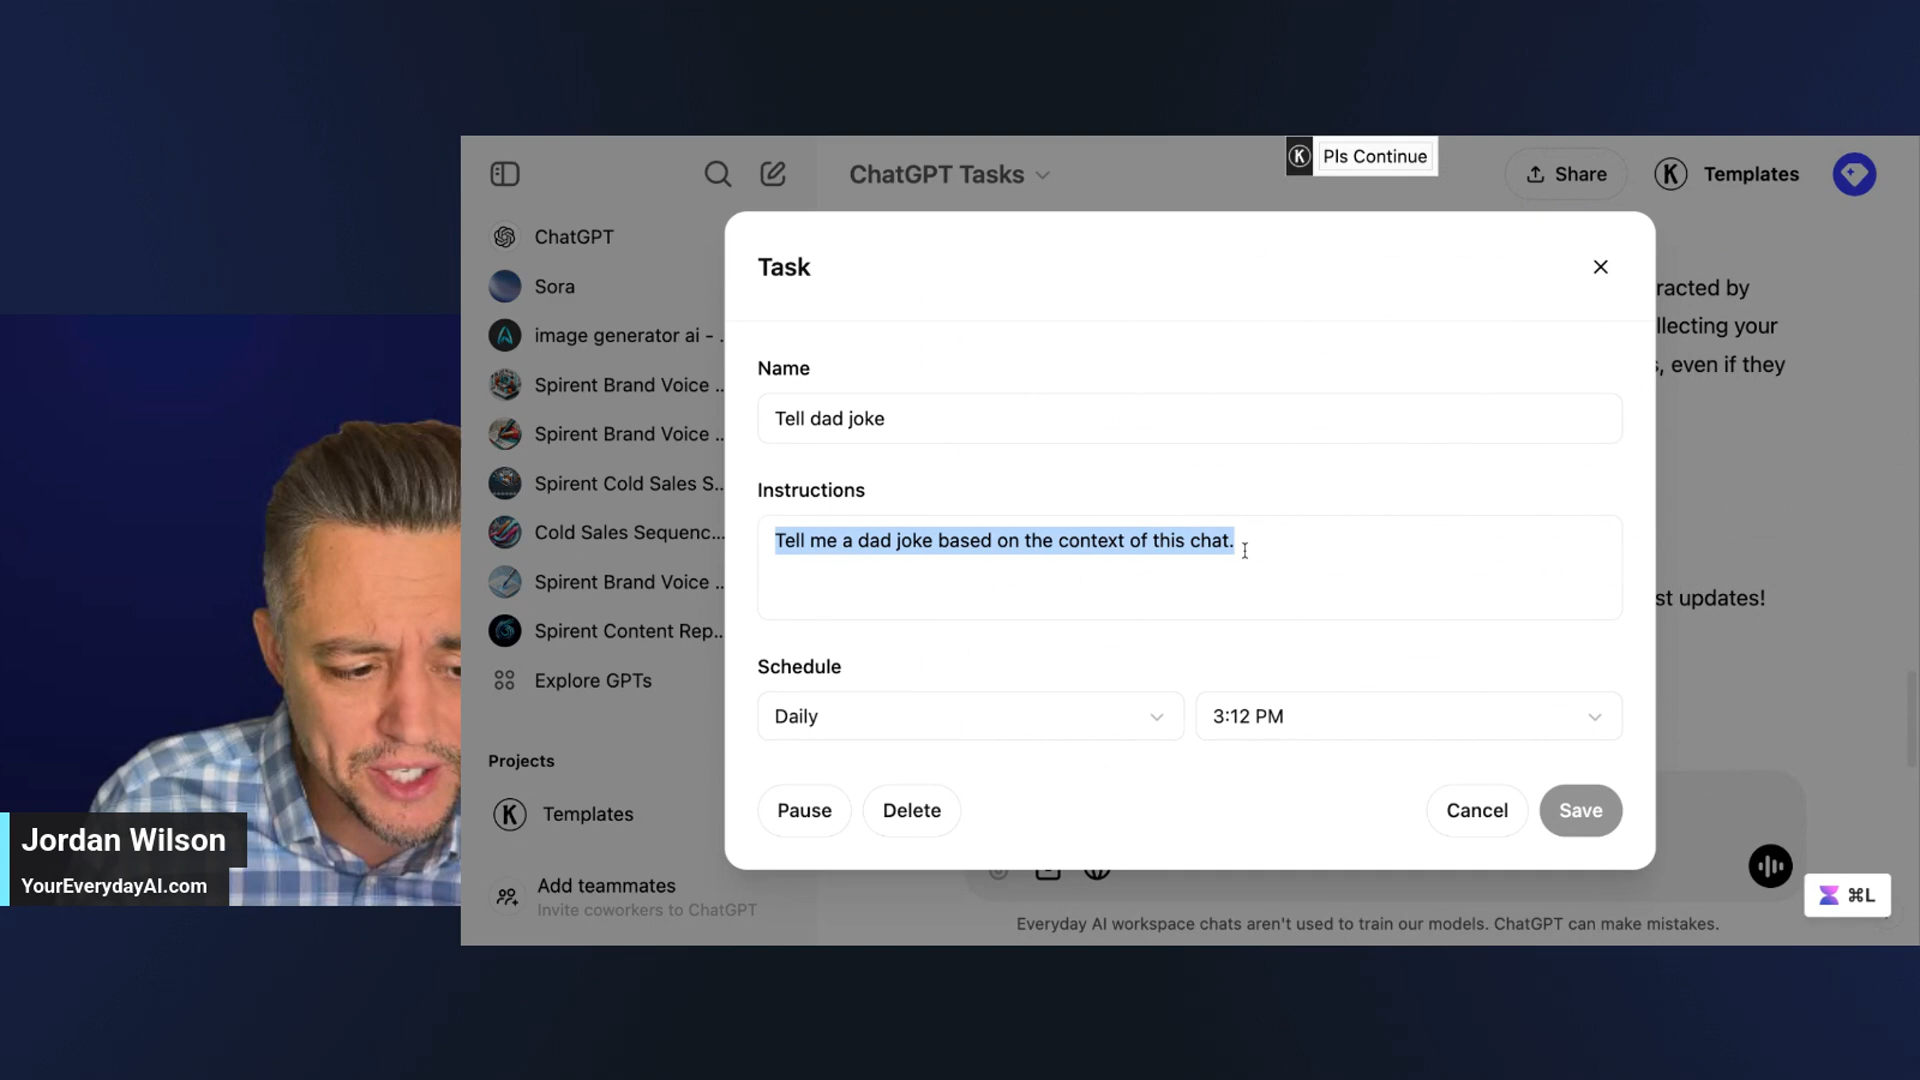 Pls Continue
ChatGPT Tasks
Share
K
Templates
ChatGPT
Sora
image generator ai - ..
Spirent Brand Voice ..
Spirent Brand Voice ..
Spirent Cold Sales S...
Cold Sales Sequenc...
Spirent Brand Voice ..
Spirent Content Rep...
Explore GPTs
Projects
K
Templates
Add teammates
Invite coworkers to ChatGPT
Task
Name
Tell dad joke
Instructions
Tell me a dad joke based on the context of this chat.
Schedule
Daily
3:12 PM
Pause
Delete
Cancel
Save
racted by
llecting your
, even if they
st updates!
⌘L
Everyday AI workspace chats aren't used to train our models. ChatGPT can make mistakes.
Jordan Wilson
YourEverydayAI.com